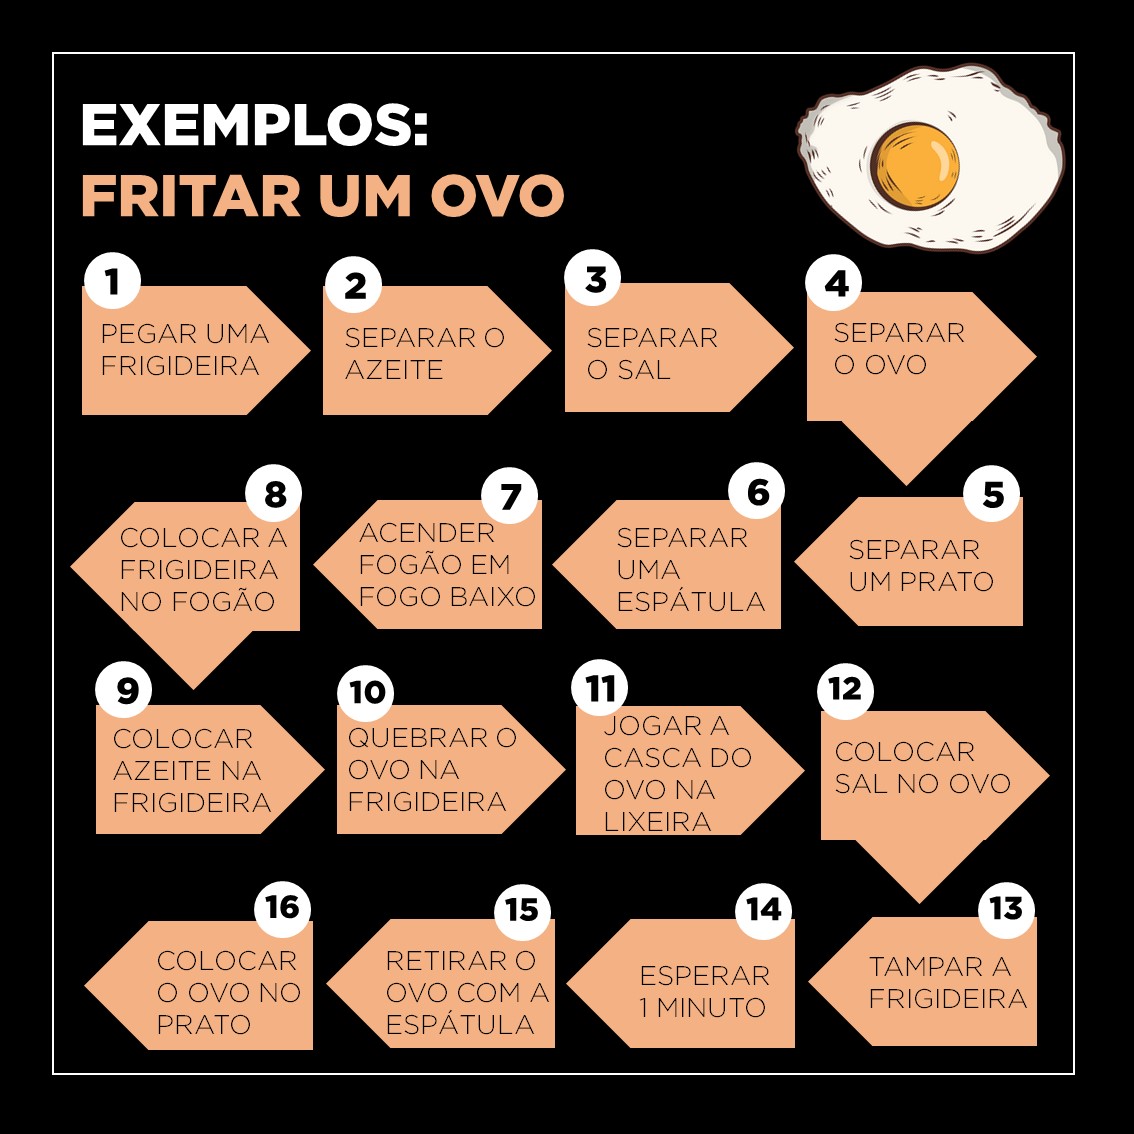 EXEMPLOS:
FRITAR UM OVO
1
PEGAR UMA
FRIGIDEIRA
2
SEPARAR O
AZEITE
3
SEPARAR
O SAL
4
SEPARAR
O OVO
5
SEPARAR
UM PRATO
6
SEPARAR
UMA
ESPÁTULA
7
ACENDER
FOGÃO EM
FOGO BAIXO
8
COLOCAR A
FRIGIDEIRA
NO FOGÃO
9
COLOCAR
AZEITE NA
FRIGIDEIRA
10
QUEBRAR O
OVO NA
FRIGIDEIRA
11
JOGAR A
CASCA DO
OVO NA
LIXEIRA
12
COLOCAR
SAL NO OVO
13
TAMPAR A
FRIGIDEIRA
14
ESPERAR
1 MINUTO
15
RETIRAR O
OVO COM A
ESPÁTULA
16
COLOCAR
O OVO NO
PRATO